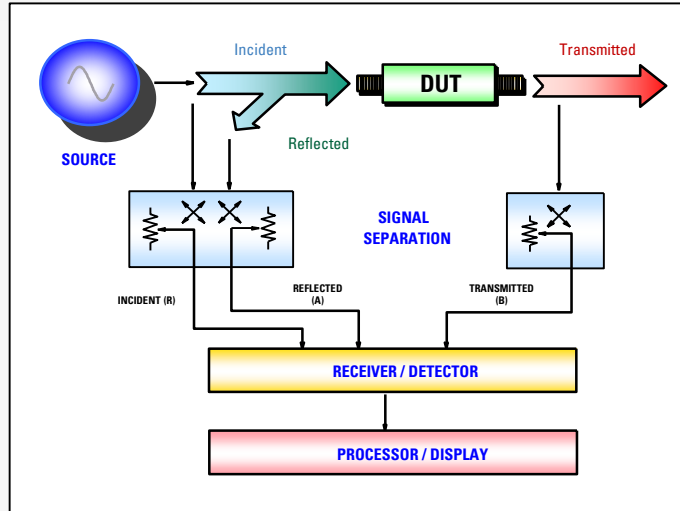 Incident
Transmitted
DUT
Reflected
SOURCE
SIGNAL
SEPARATION
INCIDENT (R)
REFLECTED
(A)
TRANSMITTED
(B)
RECEIVER / DETECTOR
PROCESSOR / DISPLAY